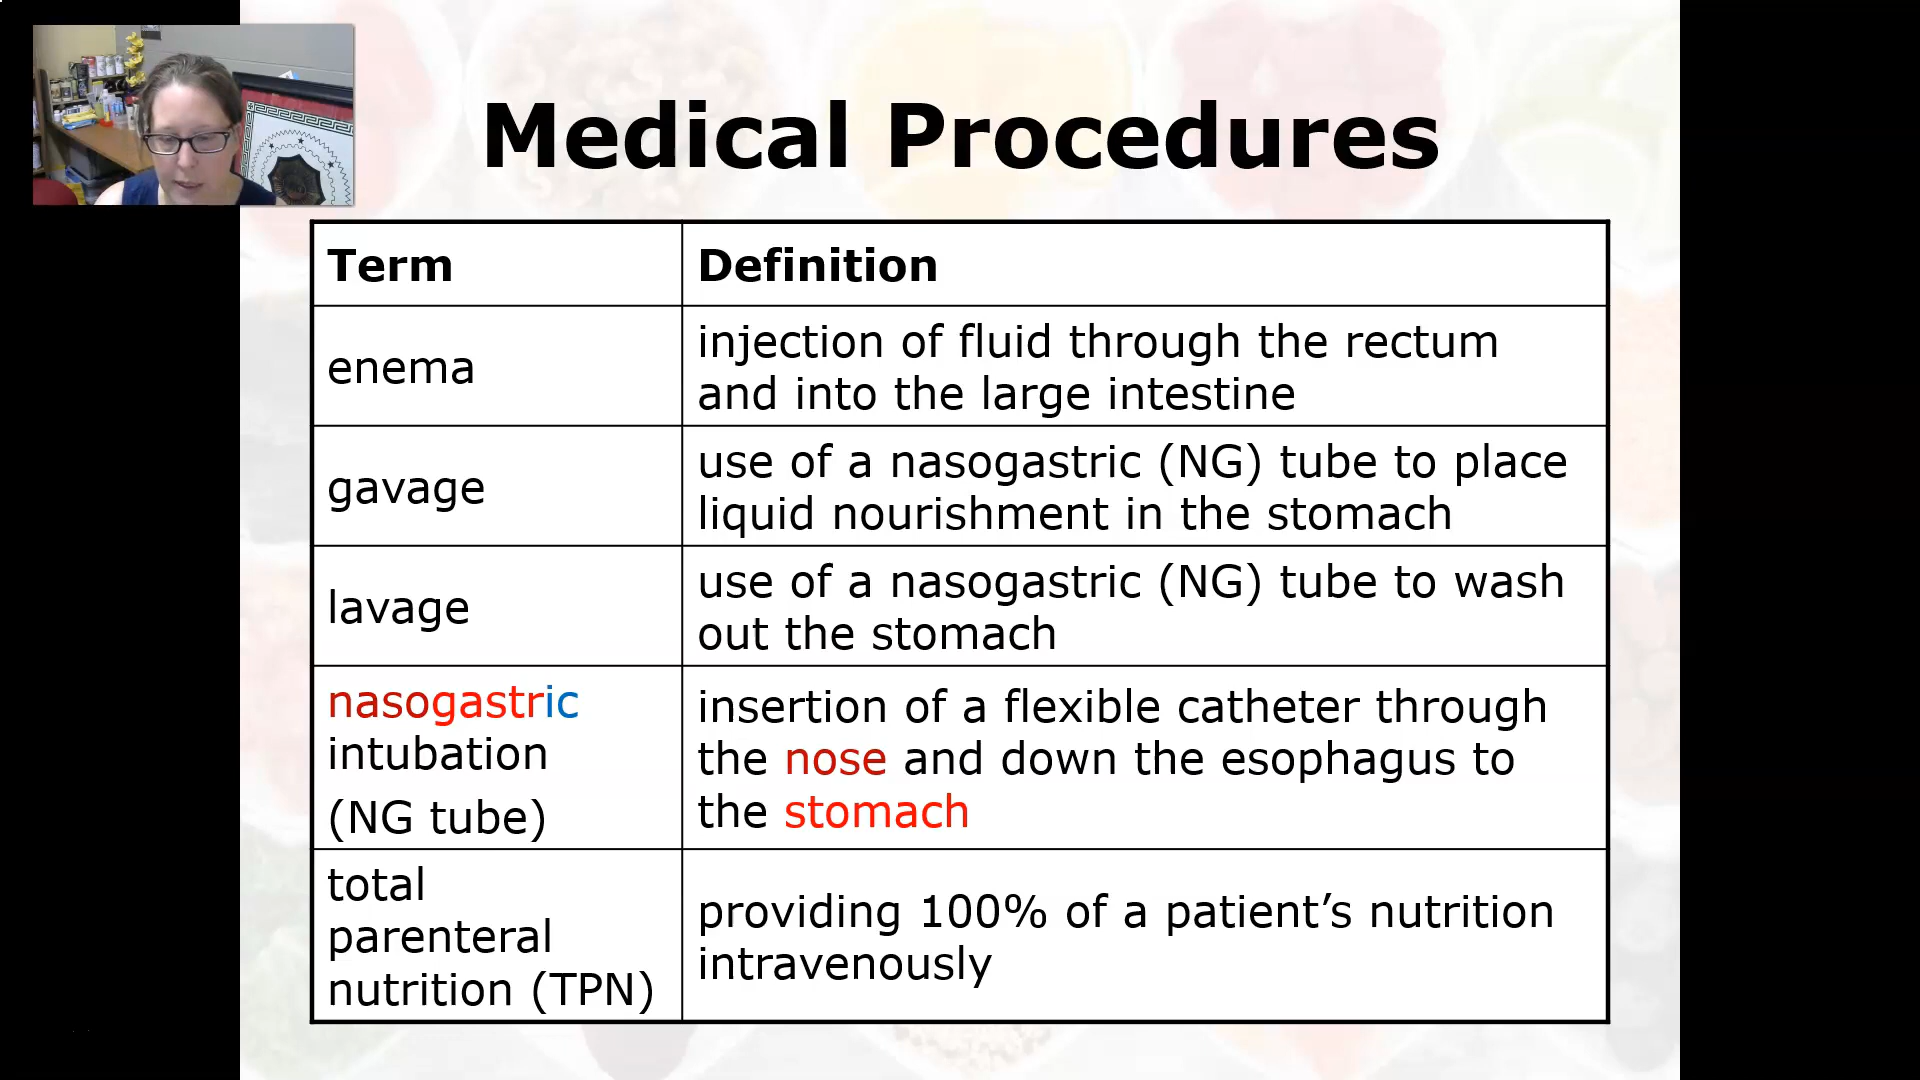 Medical Procedures
Term
Definition
enema
injection of fluid through the rectum
and into the large intestine
gavage
use of a nasogastric (NG) tube to place
liquid nourishment in the stomach
lavage
use of a nasogastric (NG) tube to wash
out the stomach
nasogastric
intubation
(NG tube)
insertion of a flexible catheter through
the nose and down the esophagus to
the stomach
total
parenteral
nutrition (TPN)
providing 100% of a patient’s nutrition
intravenously